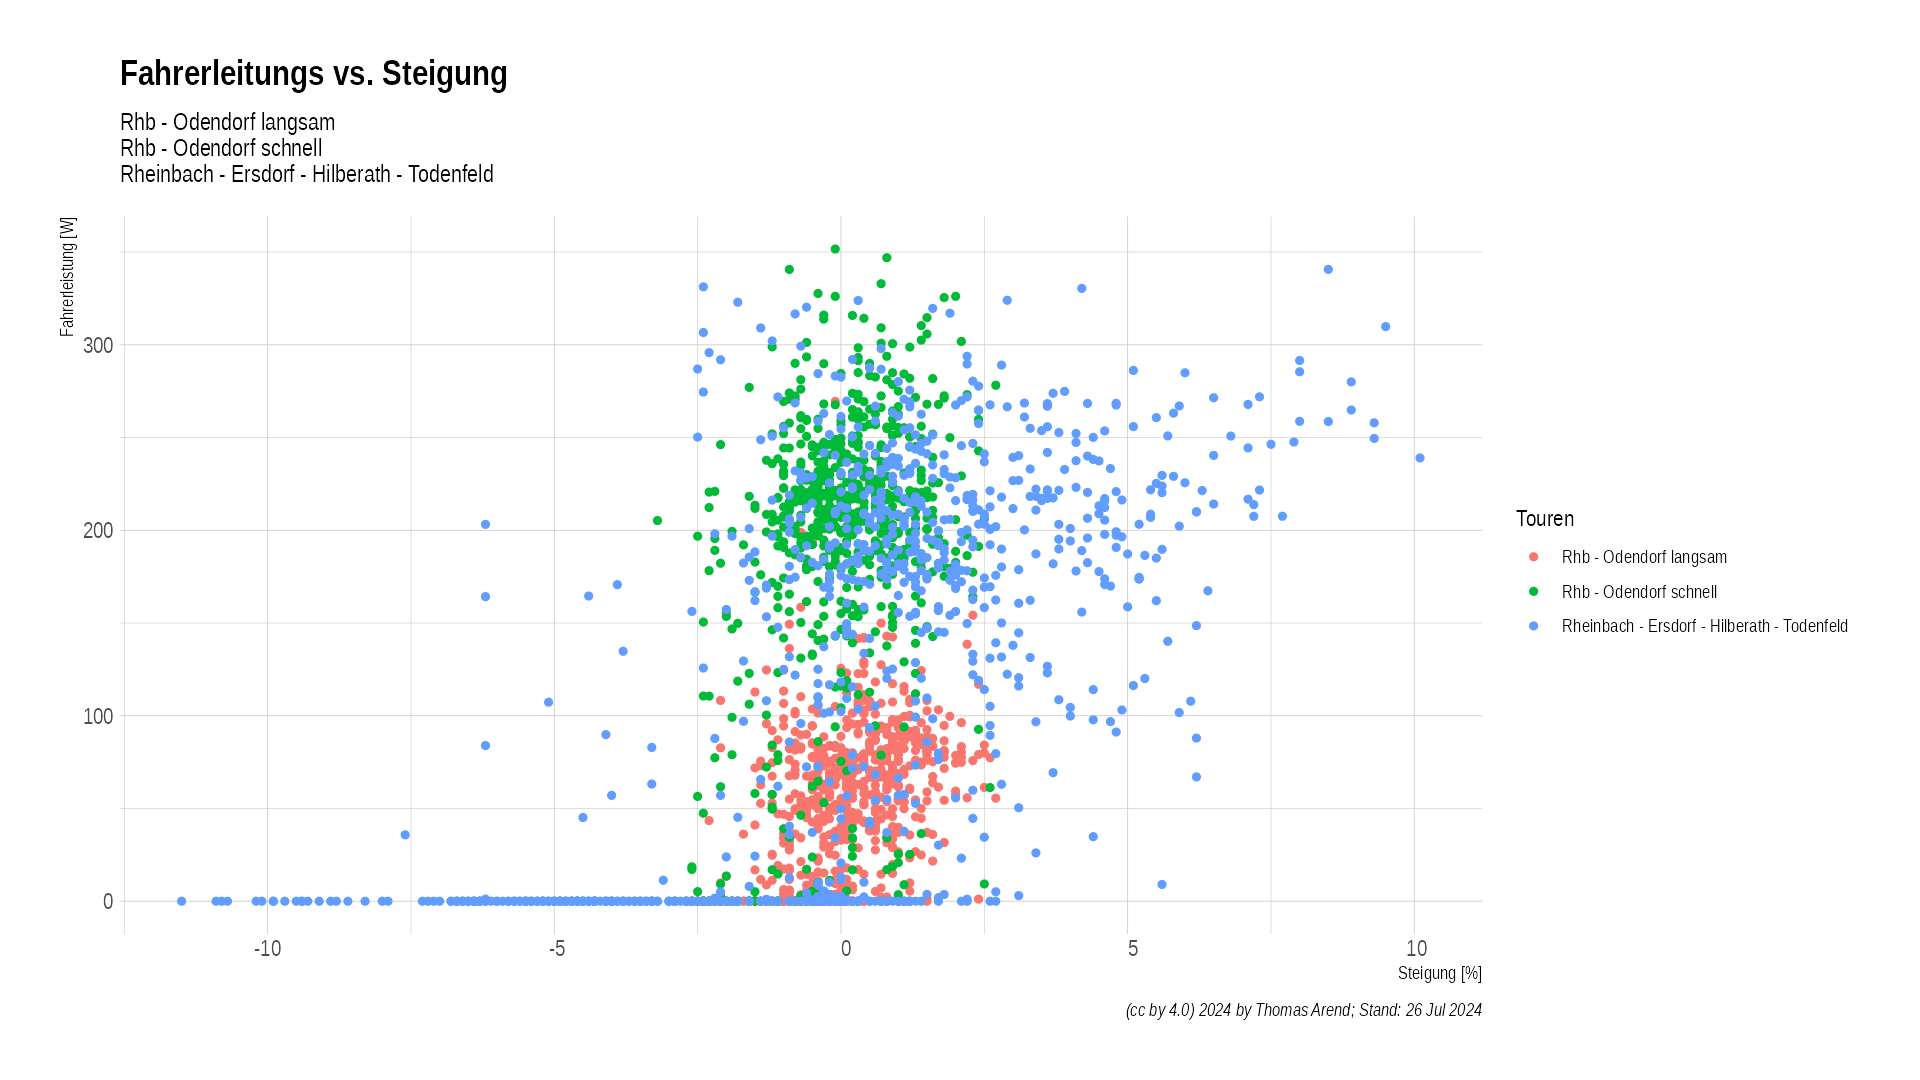 Fahrerleitungs vs. Steigung
Rhb - Odendorf langsam
Rhb - Odendorf schnell
Rheinbach - Ersdorf - Hilberath - Todenfeld
Fahrerleistung [W]
300
200
100
0
-10
-5
0
5
10
Steigung [%]
Touren
Rhb - Odendorf langsam
Rhb - Odendorf schnell
Rheinbach - Ersdorf - Hilberath - Todenfeld
(cc by 4.0) 2024 by Thomas Arend; Stand: 26 Jul 2024